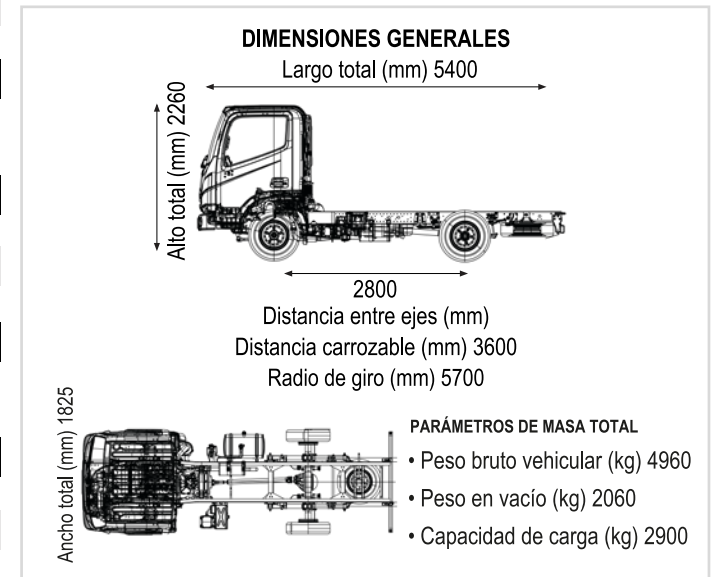 DIMENSIONES GENERALES
Largo total (mm) 5400
Alto total (mm) 2260
2800
Distancia entre ejes (mm)
Distancia carrozable (mm) 3600
Radio de giro (mm) 5700
Ancho total (mm) 1825
PARÁMETROS DE MASA TOTAL
• Peso bruto vehicular (kg) 4960
• Peso en vacío (kg) 2060
• Capacidad de carga (kg) 2900